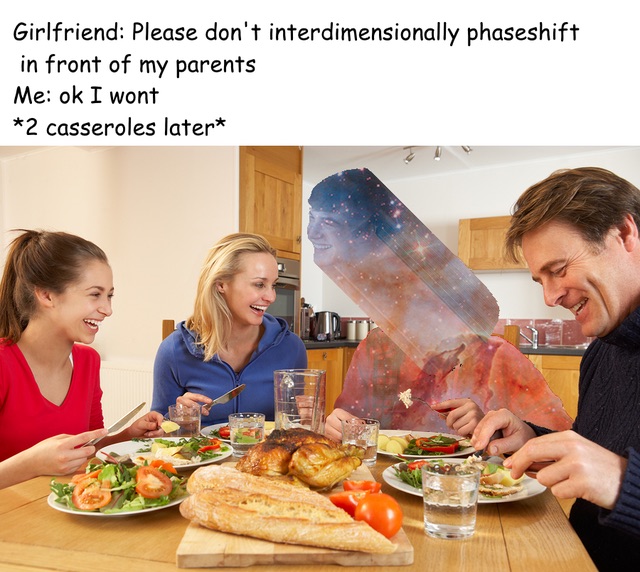 Girlfriend: Please don't interdimensionally phaseshift
in front of my parents
Me: ok I wont
*2 casseroles later*